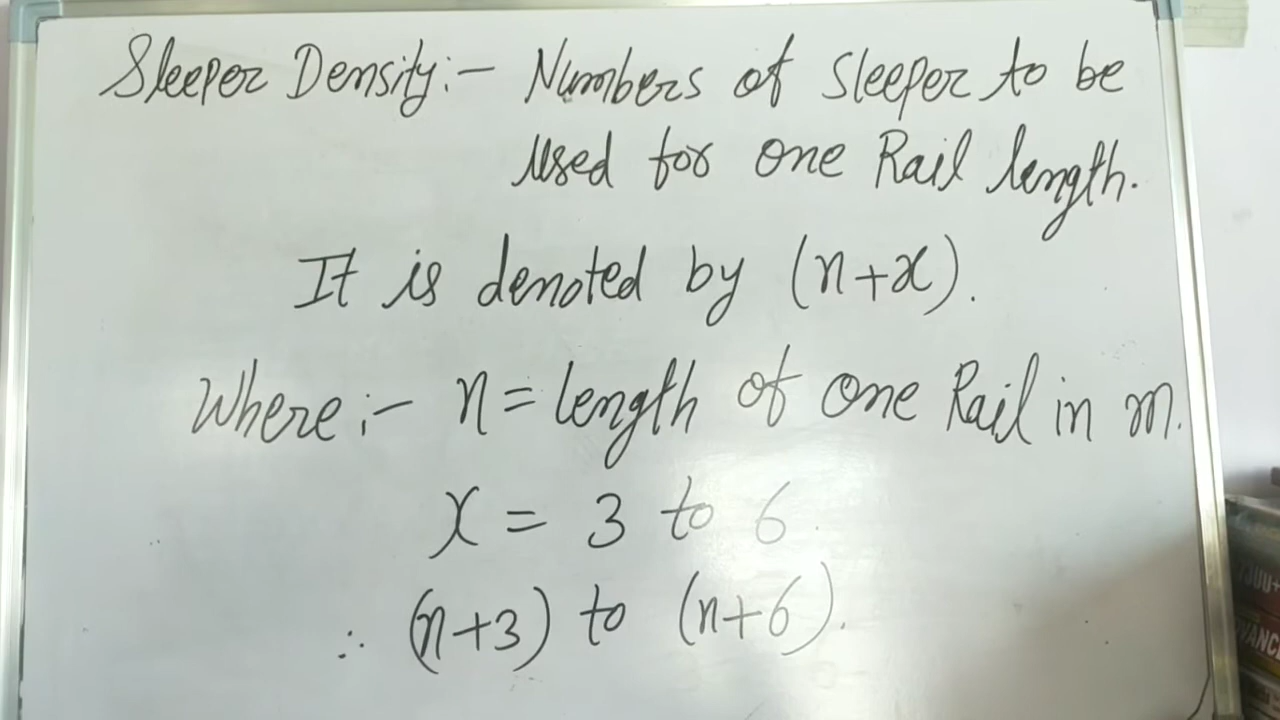 Sleeper Density:- Numbers of sleeper to be
used for one Rail length.
It is denoted by (n+x).
Where:- n = length of one Rail in m.
x = 3 to 6
∴ (n+3) to (n+6).